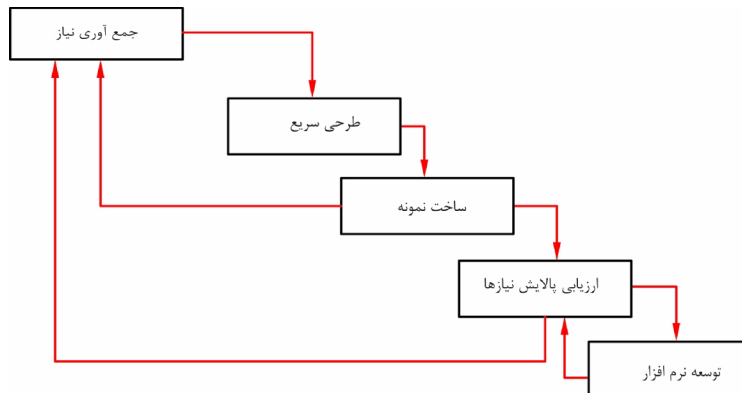 جمع آوری نیاز
طرحی سریع
ساخت نمونه
ارزیابی پالایش نیازها
توسعه نرم افزار